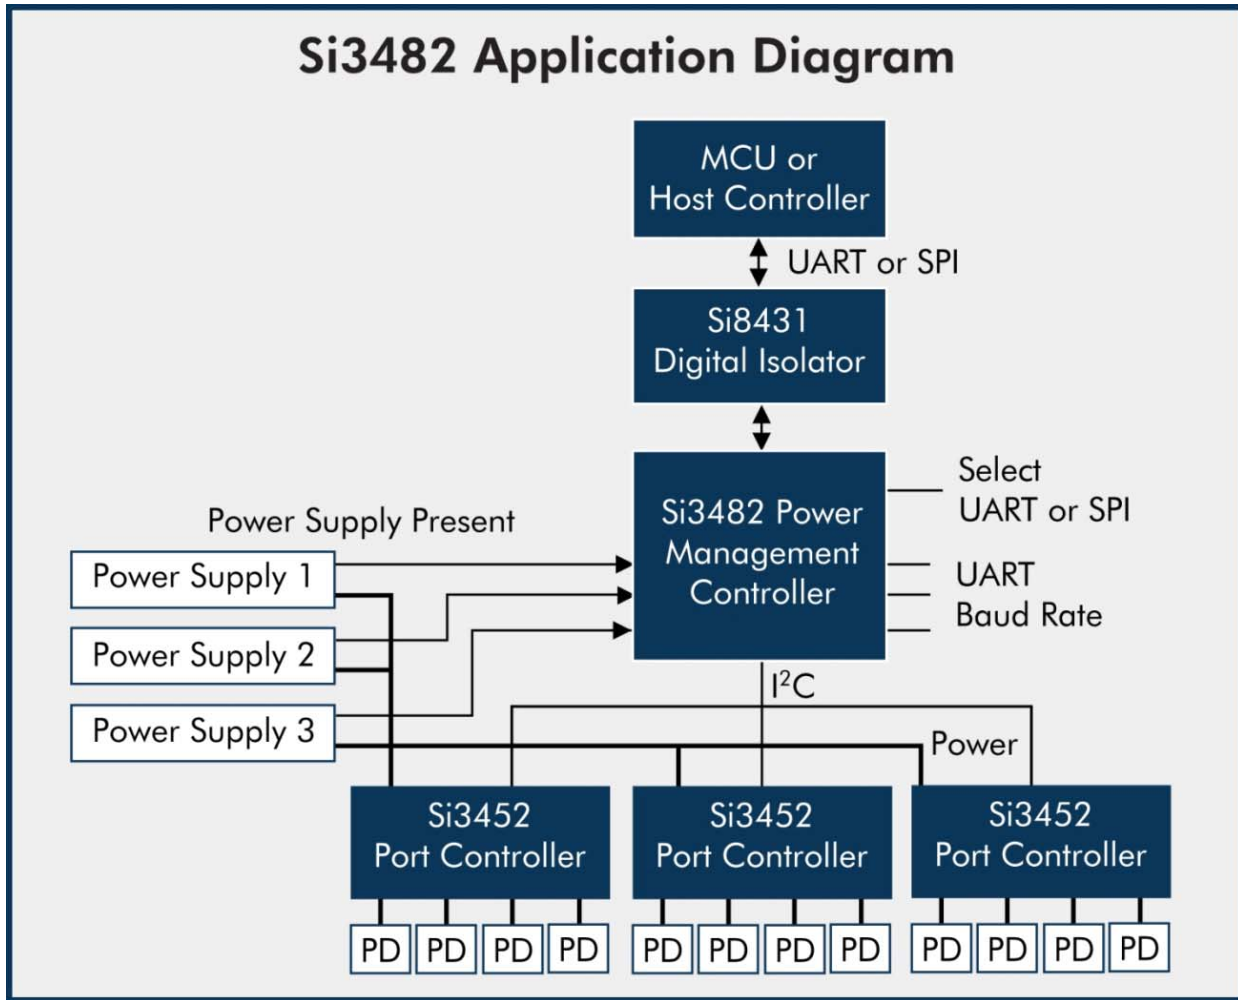 Si3482 Application Diagram
MCU or
Host Controller
UART or SPI
Si8431
Digital Isolator
Si3482 Power
Management
Controller
Select
UART or SPI
UART
Baud Rate
Power Supply Present
Power Supply 1
Power Supply 2
Power Supply 3
I²C
Power
Si3452
Port Controller
Si3452
Port Controller
Si3452
Port Controller
PD PD PD PD PD PD PD PD PD PD PD PD